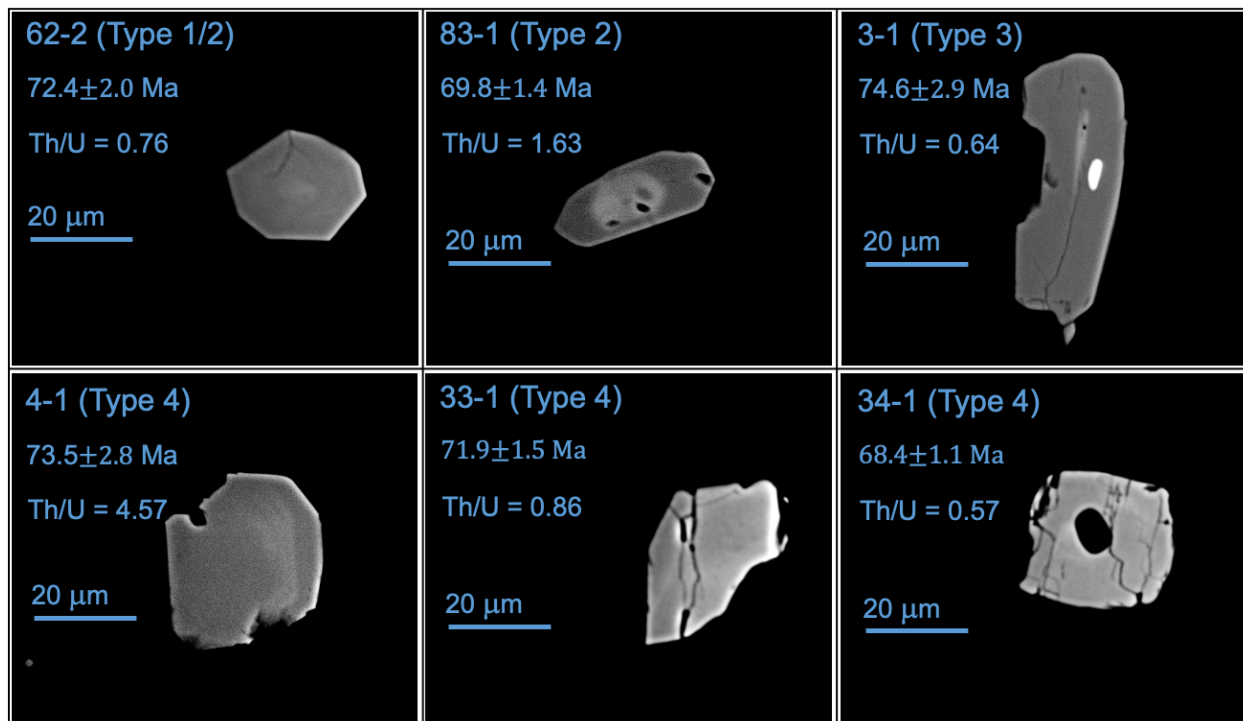 62-2 (Type 1/2)
72.4±2.0 Ma
Th/U = 0.76
20 μm
83-1 (Type 2)
69.8±1.4 Ma
Th/U = 1.63
20 μm
3-1 (Type 3)
74.6±2.9 Ma
Th/U = 0.64
20 μm
4-1 (Type 4)
73.5±2.8 Ma
Th/U = 4.57
20 μm
33-1 (Type 4)
71.9±1.5 Ma
Th/U = 0.86
20 μm
34-1 (Type 4)
68.4±1.1 Ma
Th/U = 0.57
20 μm